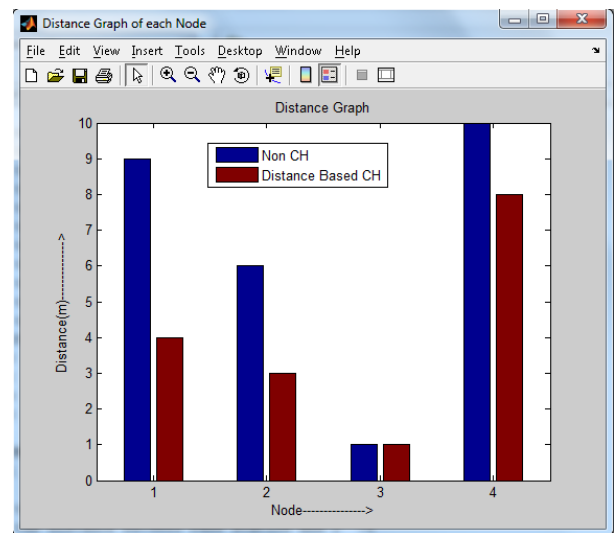 Distance Graph of each Node
File Edit View Insert Tools Desktop Window Help
Distance Graph
Non CH
Distance Based CH
10
9
8
7
6
5
4
3
2
1
0
Distance(m)--------------->
1 2 3 4
Node--------------->